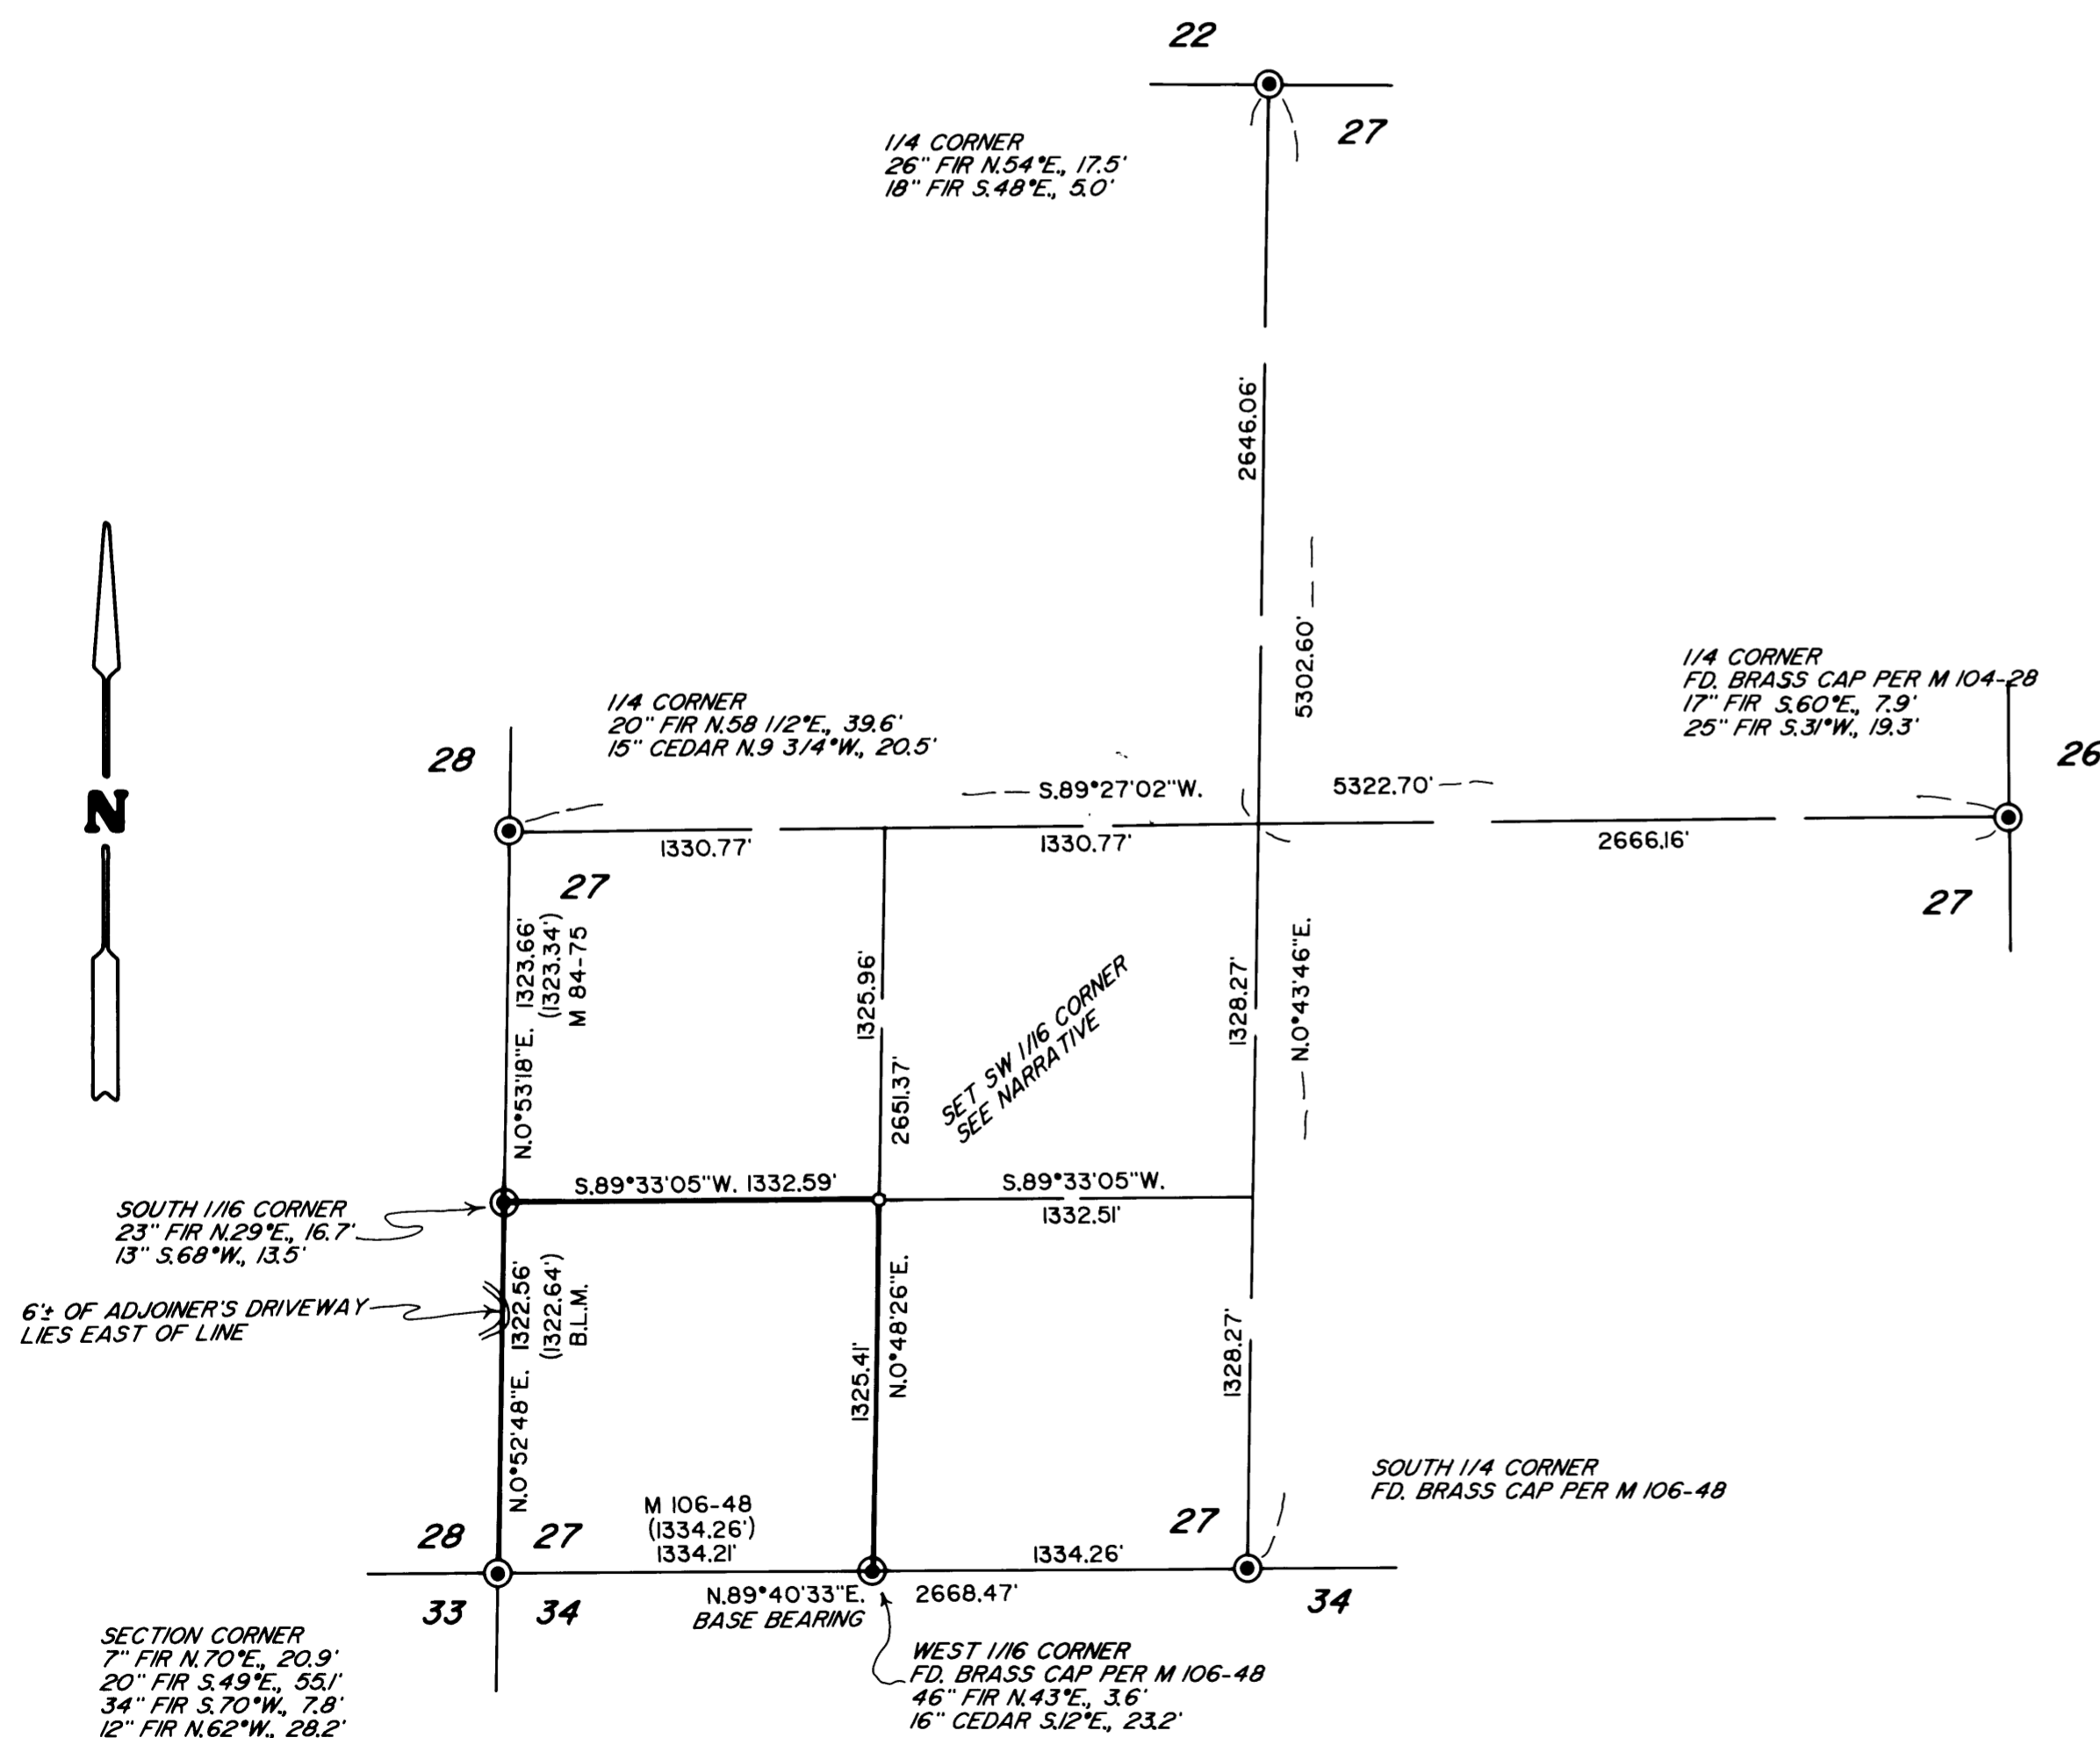 22
27
1/4 CORNER
26" FIR N.54°E., 17.5'
18" FIR S.48°E., 5.0'
2646.06'
5302.60'
1/4 CORNER
FD. BRASS CAP PER M 104-28
17" FIR S.60°E., 7.9'
25" FIR S.31°W., 19.3'
26
1/4 CORNER
20" FIR N.58 1/2°E., 39.6'
15" CEDAR N.9 3/4°W., 20.5'
28
N
S.89°27'02"W.
5322.70'
1330.77'
1330.77'
2666.16'
27
27
N.0°53'18"E. 1323.66'
(1323.34')
M 84-75
1325.96'
2651.37'
SET SW 1/16 CORNER
SEE NARRATIVE
1328.27'
N.0°43'46"E.
S.89°33'05"W. 1332.59'
S.89°33'05"W.
1332.51'
SOUTH 1/16 CORNER
23" FIR N.29°E., 16.7'
13" S.68°W., 13.5'
6'± OF ADJOINER'S DRIVEWAY
LIES EAST OF LINE
N.0°52'48"E. 1322.56'
(1322.64')
B.L.M.
1325.41'
N.0°48'26"E.
1328.27'
SOUTH 1/4 CORNER
FD. BRASS CAP PER M 106-48
M 106-48
(1334.26')
1334.21'
1334.26'
28
27
27
N.89°40'33"E.
2668.47'
BASE BEARING
33
34
34
SECTION CORNER
7" FIR N.70°E., 20.9'
20" FIR S.49°E., 55.1'
34" FIR S.70°W., 7.8'
12" FIR N.62°W., 28.2'
WEST 1/16 CORNER
FD. BRASS CAP PER M 106-48
46" FIR N.43°E., 3.6'
16" CEDAR S.12°E., 23.2'